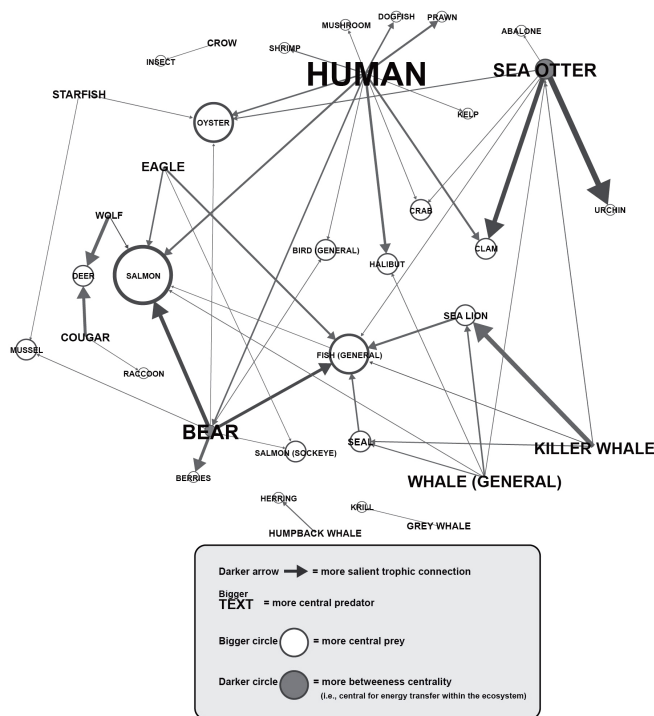 DOGFISH
PRAWN
MUSHROOM
ABALONE
CROW
SHRIMP
INSECT
HUMAN
SEA OTTER
STARFISH
KELP
OYSTER
EAGLE
CRAB
URCHIN
WOLF
CLAM
BIRD (GENERAL)
HALIBUT
DEER
SALMON
SEA LION
COUGAR
MUSSEL
FISH (GENERAL)
RACCOON
BEAR
SEAL
KILLER WHALE
SALMON (SOCKEYE)
BERRIES
WHALE (GENERAL)
HERRING
KRILL
GREY WHALE
HUMPBACK WHALE
Darker arrow = more salient trophic connection
Bigger
TEXT = more central predator
Bigger circle = more central prey
Darker circle = more betweeness centrality
(i.e., central for energy transfer within the ecosystem)